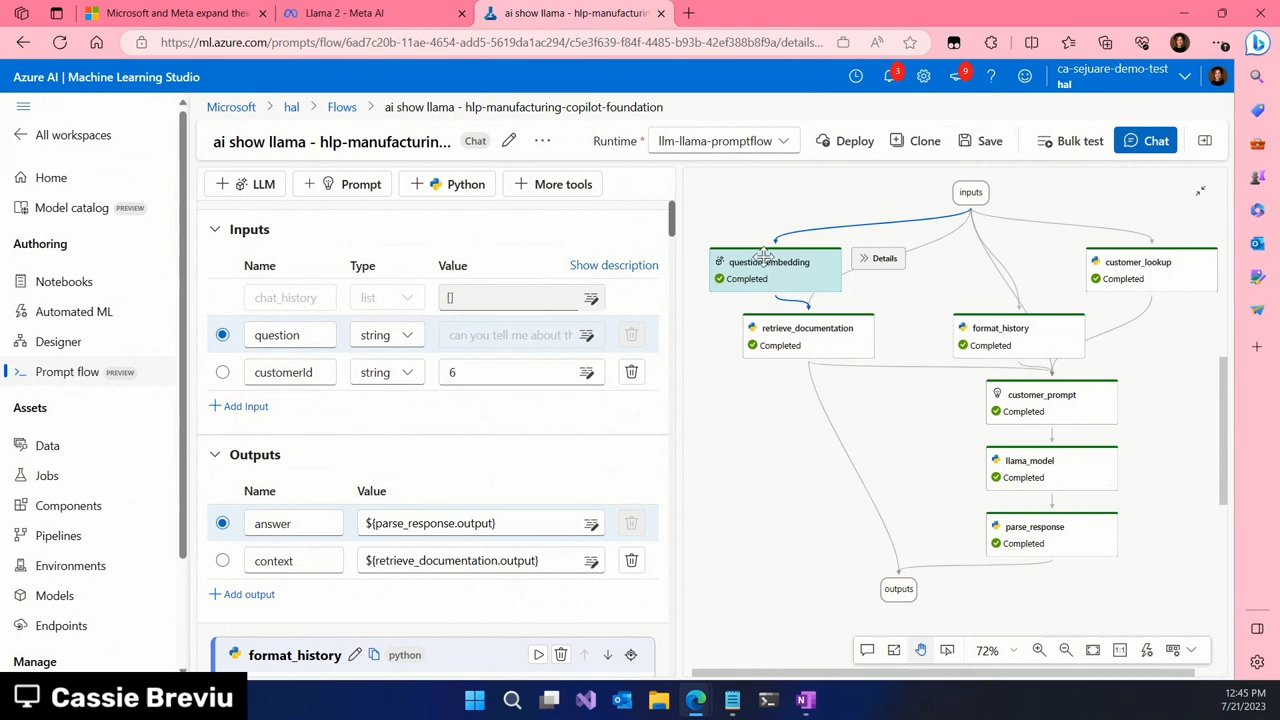 Microsoft and Meta expand their
Llama 2 - Meta AI
ai show llama - hlp-manufacturin
https://ml.azure.com/prompts/flow/6ad7c20b-11ae-4654-add5-5619da1ac294/c5e3f639-f84f-4485-b93b-42ef388b8f9a/details...
Azure AI | Machine Learning Studio
3
9
ca-sejuare-demo-test
hal
All workspaces
Home
Model catalog PREVIEW
Authoring
Notebooks
Automated ML
Designer
Prompt flow PREVIEW
Assets
Data
Jobs
Components
Pipelines
Environments
Models
Endpoints
Manage
Microsoft
hal
Flows
ai show llama - hlp-manufacturing-copilot-foundation
ai show llama - hlp-manufacturin... Chat
Runtime * llm-llama-promptflow
Deploy
Clone
Save
Bulk test
Chat
LLM
Prompt
Python
More tools
Inputs
Name Type Value Show description
chat_history list []
question string can you tell me about th
customerId string 6
Add Input
Outputs
Name Value
answer ${parse_response.output}
context ${retrieve_documentation.output}
Add output
format_history python
inputs
question_embedding
Completed
Details
customer_lookup
Completed
retrieve_documentation
Completed
format_history
Completed
customer_prompt
Completed
llama_model
Completed
parse_response
Completed
outputs
72%
1:1
Cassie Breviu
12:45 PM
7/21/2023